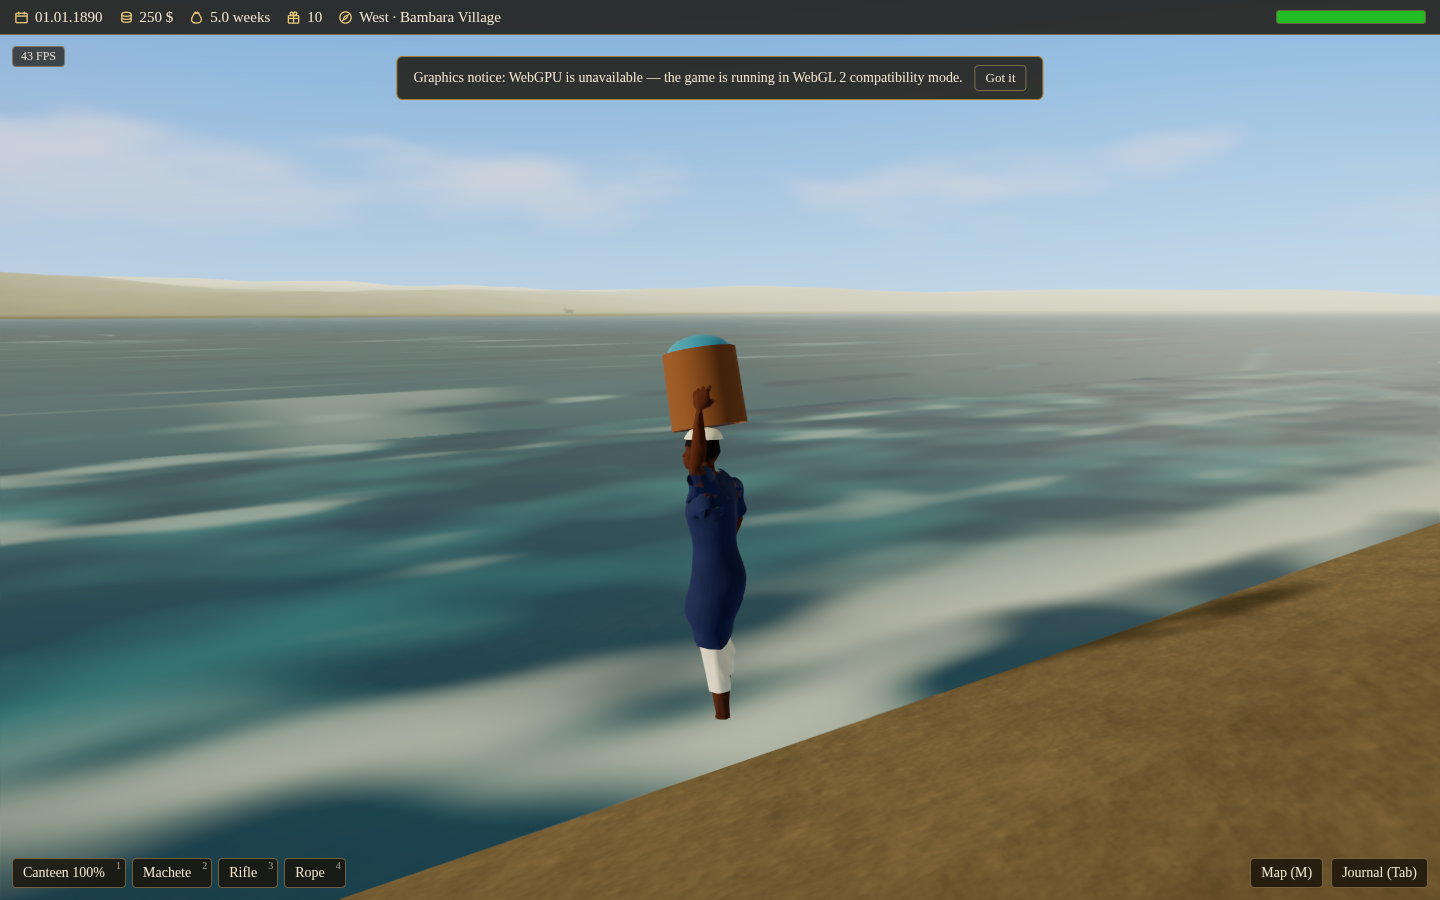 01.01.1890 250 $ 5.0 weeks 10 West · Bambara Village
43 FPS
Graphics notice: WebGPU is unavailable — the game is running in WebGL 2 compatibility mode. Got it
Canteen 100% 1 Machete 2 Rifle 3 Rope 4 Map (M) Journal (Tab)